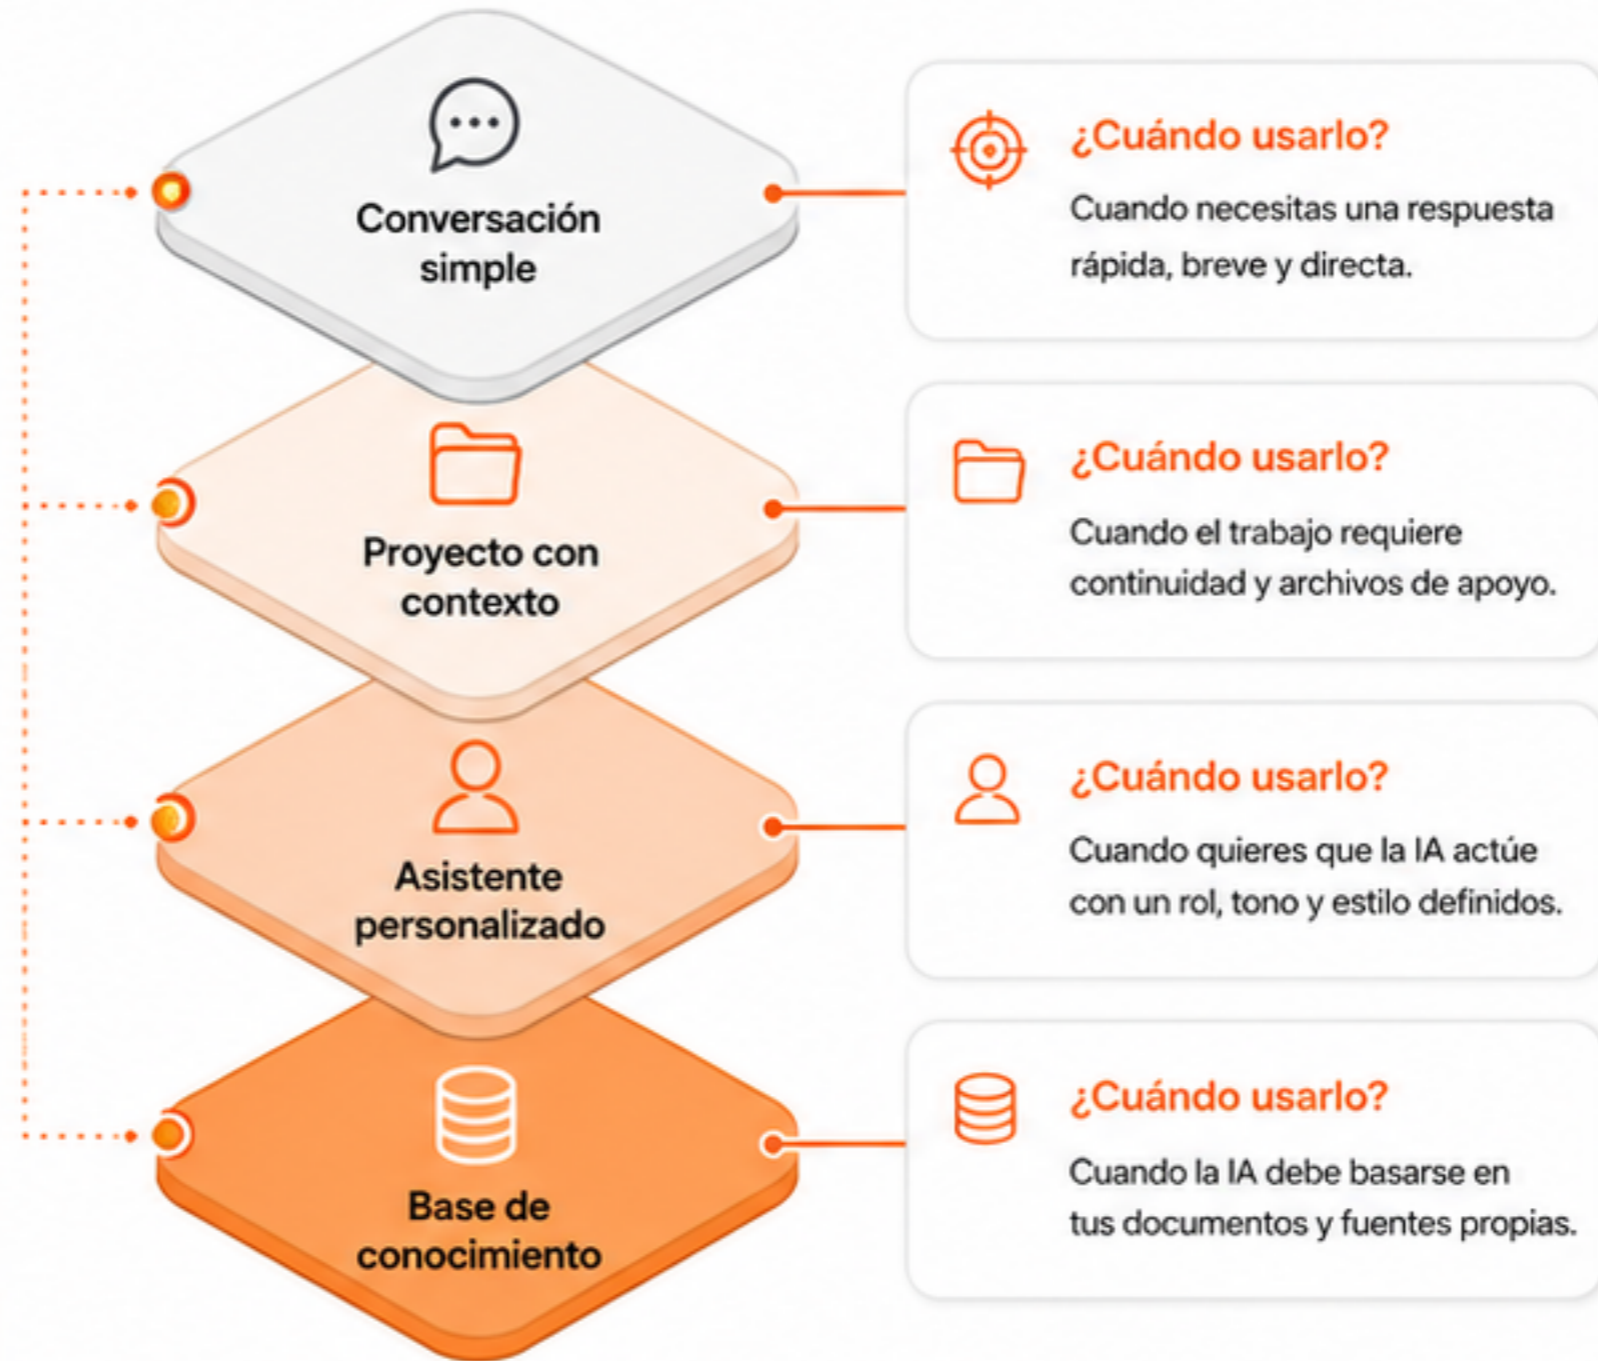 Conversación
simple
¿Cuándo usarlo?
Cuando necesitas una respuesta
rápida, breve y directa.
Proyecto con
contexto
¿Cuándo usarlo?
Cuando el trabajo requiere
continuidad y archivos de apoyo.
Asistente
personalizado
¿Cuándo usarlo?
Cuando quieres que la IA actúe
con un rol, tono y estilo definidos.
Base de
conocimiento
¿Cuándo usarlo?
Cuando la IA debe basarse en
tus documentos y fuentes propias.